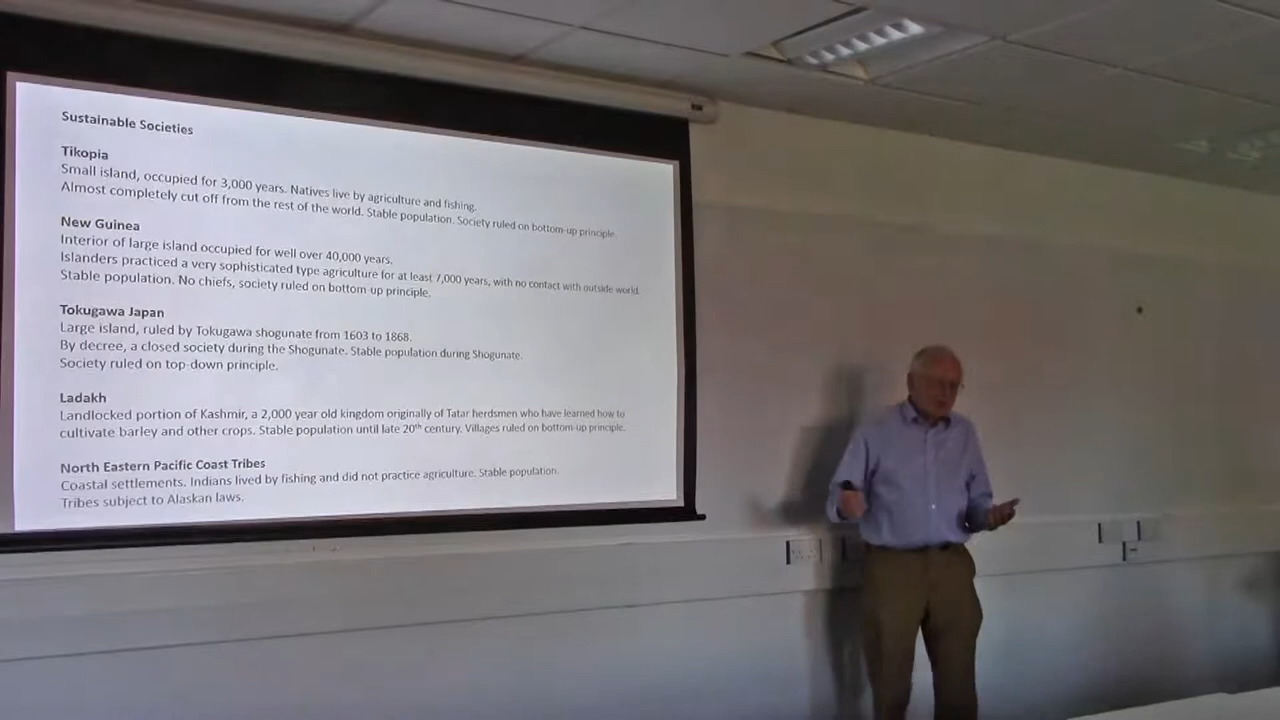 Sustainable Societies
Tikopia
Small island, occupied for 3,000 years. Natives live by agriculture and fishing.
Almost completely cut off from the rest of the world. Stable population. Society ruled on bottom-up principle.
New Guinea
Interior of large island occupied for well over 40,000 years.
Islanders practiced a very sophisticated type agriculture for at least 7,000 years, with no contact with outside world.
Stable population. No chiefs, society ruled on bottom-up principle.
Tokugawa Japan
Large island, ruled by Tokugawa shogunate from 1603 to 1868.
By decree, a closed society during the Shogunate. Stable population during Shogunate.
Society ruled on top-down principle.
Ladakh
Landlocked portion of Kashmir, a 2,000 year old kingdom originally of Tatar herdsmen who have learned how to
cultivate barley and other crops. Stable population until late 20th century. Villages ruled on bottom-up principle.
North Eastern Pacific Coast Tribes
Coastal settlements. Indians lived by fishing and did not practice agriculture. Stable population.
Tribes subject to Alaskan laws.